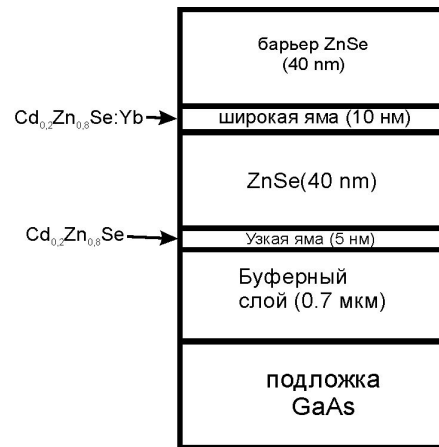 барьер ZnSe
(40 nm)
Cd0,2Zn0,8Se:Yb
широкая яма (10 нм)
ZnSe(40 nm)
Cd0,2Zn0,8Se
Узкая яма (5 нм)
Буферный
слой (0.7 мкм)
подложка
GaAs